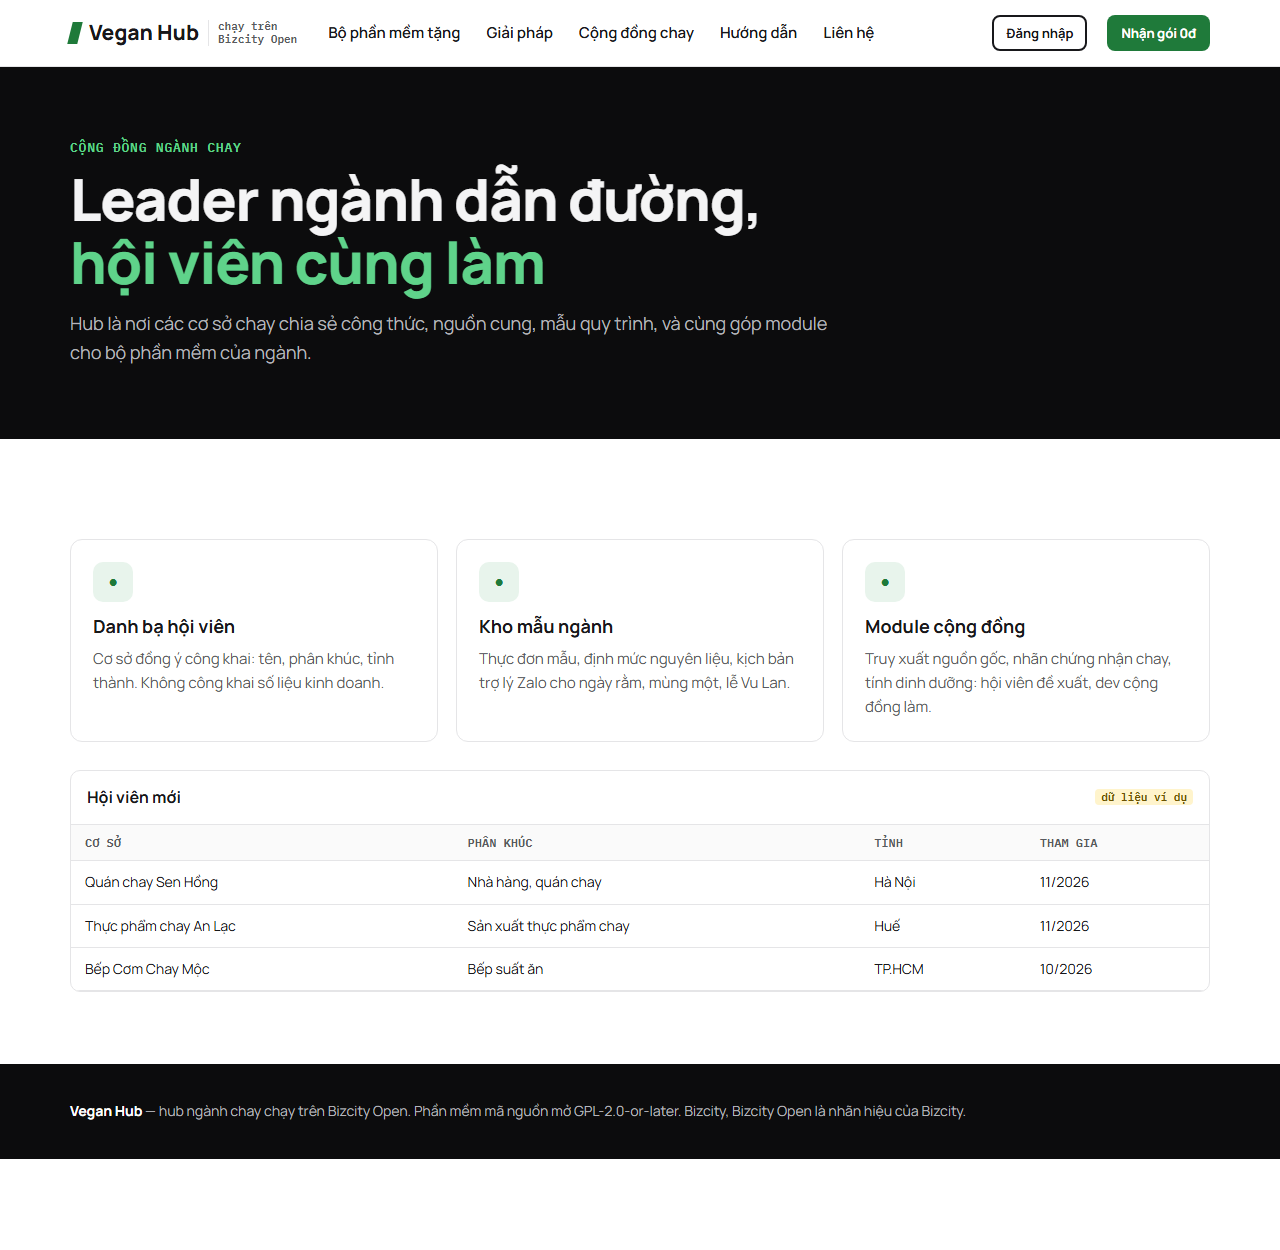 Vegan Hub
chạy trên
Bizcity Open
Bộ phần mềm tặng
Giải pháp
Cộng đồng chay
Hướng dẫn
Liên hệ
Đăng nhập
Nhận gói 0đ
CỘNG ĐỒNG NGÀNH CHAY
Leader ngành dẫn đường,
hội viên cùng làm
Hub là nơi các cơ sở chay chia sẻ công thức, nguồn cung, mẫu quy trình, và cùng góp module
cho bộ phần mềm của ngành.
Danh bạ hội viên
Cơ sở đồng ý công khai: tên, phân khúc, tỉnh
thành. Không công khai số liệu kinh doanh.
Kho mẫu ngành
Thực đơn mẫu, định mức nguyên liệu, kịch bản
trợ lý Zalo cho ngày rằm, mùng một, lễ Vu Lan.
Module cộng đồng
Truy xuất nguồn gốc, nhãn chứng nhận chay,
tính dinh dưỡng: hội viên đề xuất, dev cộng
đồng làm.
Hội viên mới
dữ liệu ví dụ
CƠ SỞ PHÂN KHÚC TỈNH THAM GIA
Quán chay Sen Hồng Nhà hàng, quán chay Hà Nội 11/2026
Thực phẩm chay An Lạc Sản xuất thực phẩm chay Huế 11/2026
Bếp Cơm Chay Mộc Bếp suất ăn TP.HCM 10/2026
Vegan Hub — hub ngành chay chạy trên Bizcity Open. Phần mềm mã nguồn mở GPL-2.0-or-later. Bizcity, Bizcity Open là nhãn hiệu của Bizcity.